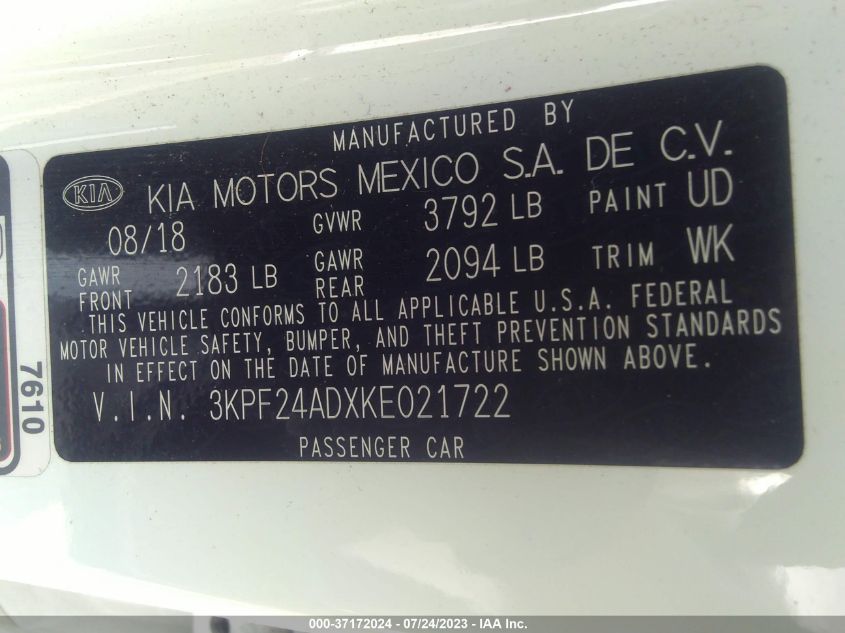 MANUFACTURED BY
KIA KIA MOTORS MEXICO S.A. DE C.V.
08/18 GVWR 3792 LB PAINT UD
GAWR FRONT 2183 LB GAWR REAR 2094 LB TRIM WK
THIS VEHICLE CONFORMS TO ALL APPLICABLE U.S.A. FEDERAL
MOTOR VEHICLE SAFETY, BUMPER, AND THEFT PREVENTION STANDARDS
IN EFFECT ON THE DATE OF MANUFACTURE SHOWN ABOVE.
V.I.N. 3KPF24ADXKE021722
PASSENGER CAR
7610
000-37172024 - 07/24/2023 - IAA Inc.